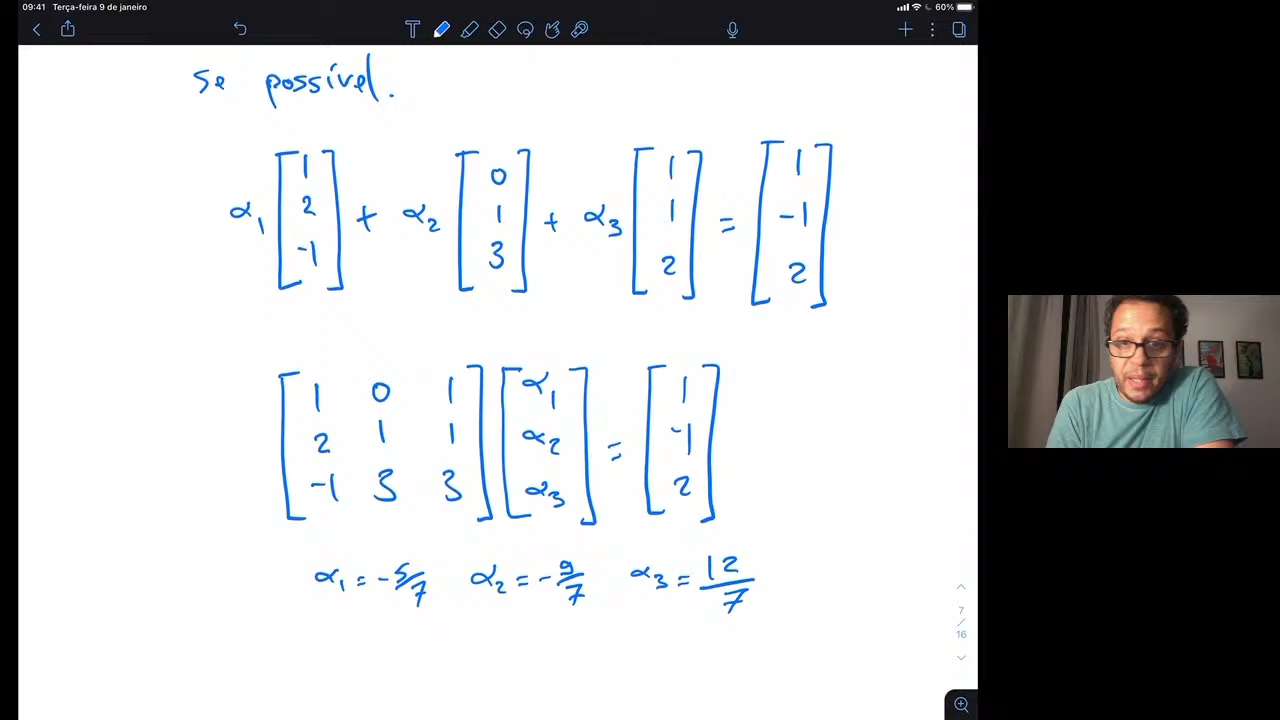 09:41 Terça-feira 9 de janeiro 60%
se possível.
α₁ [1 2 -1] + α₂ [0 1 3] + α₃ [1 1 2] = [1 -1 2]
[1 0 1
2 1 1
-1 3 3] [α₁ α₂ α₃] = [1 -1 2]
α₁ = -5/7 α₂ = -9/7 α₃ = 12/7
7
/
16